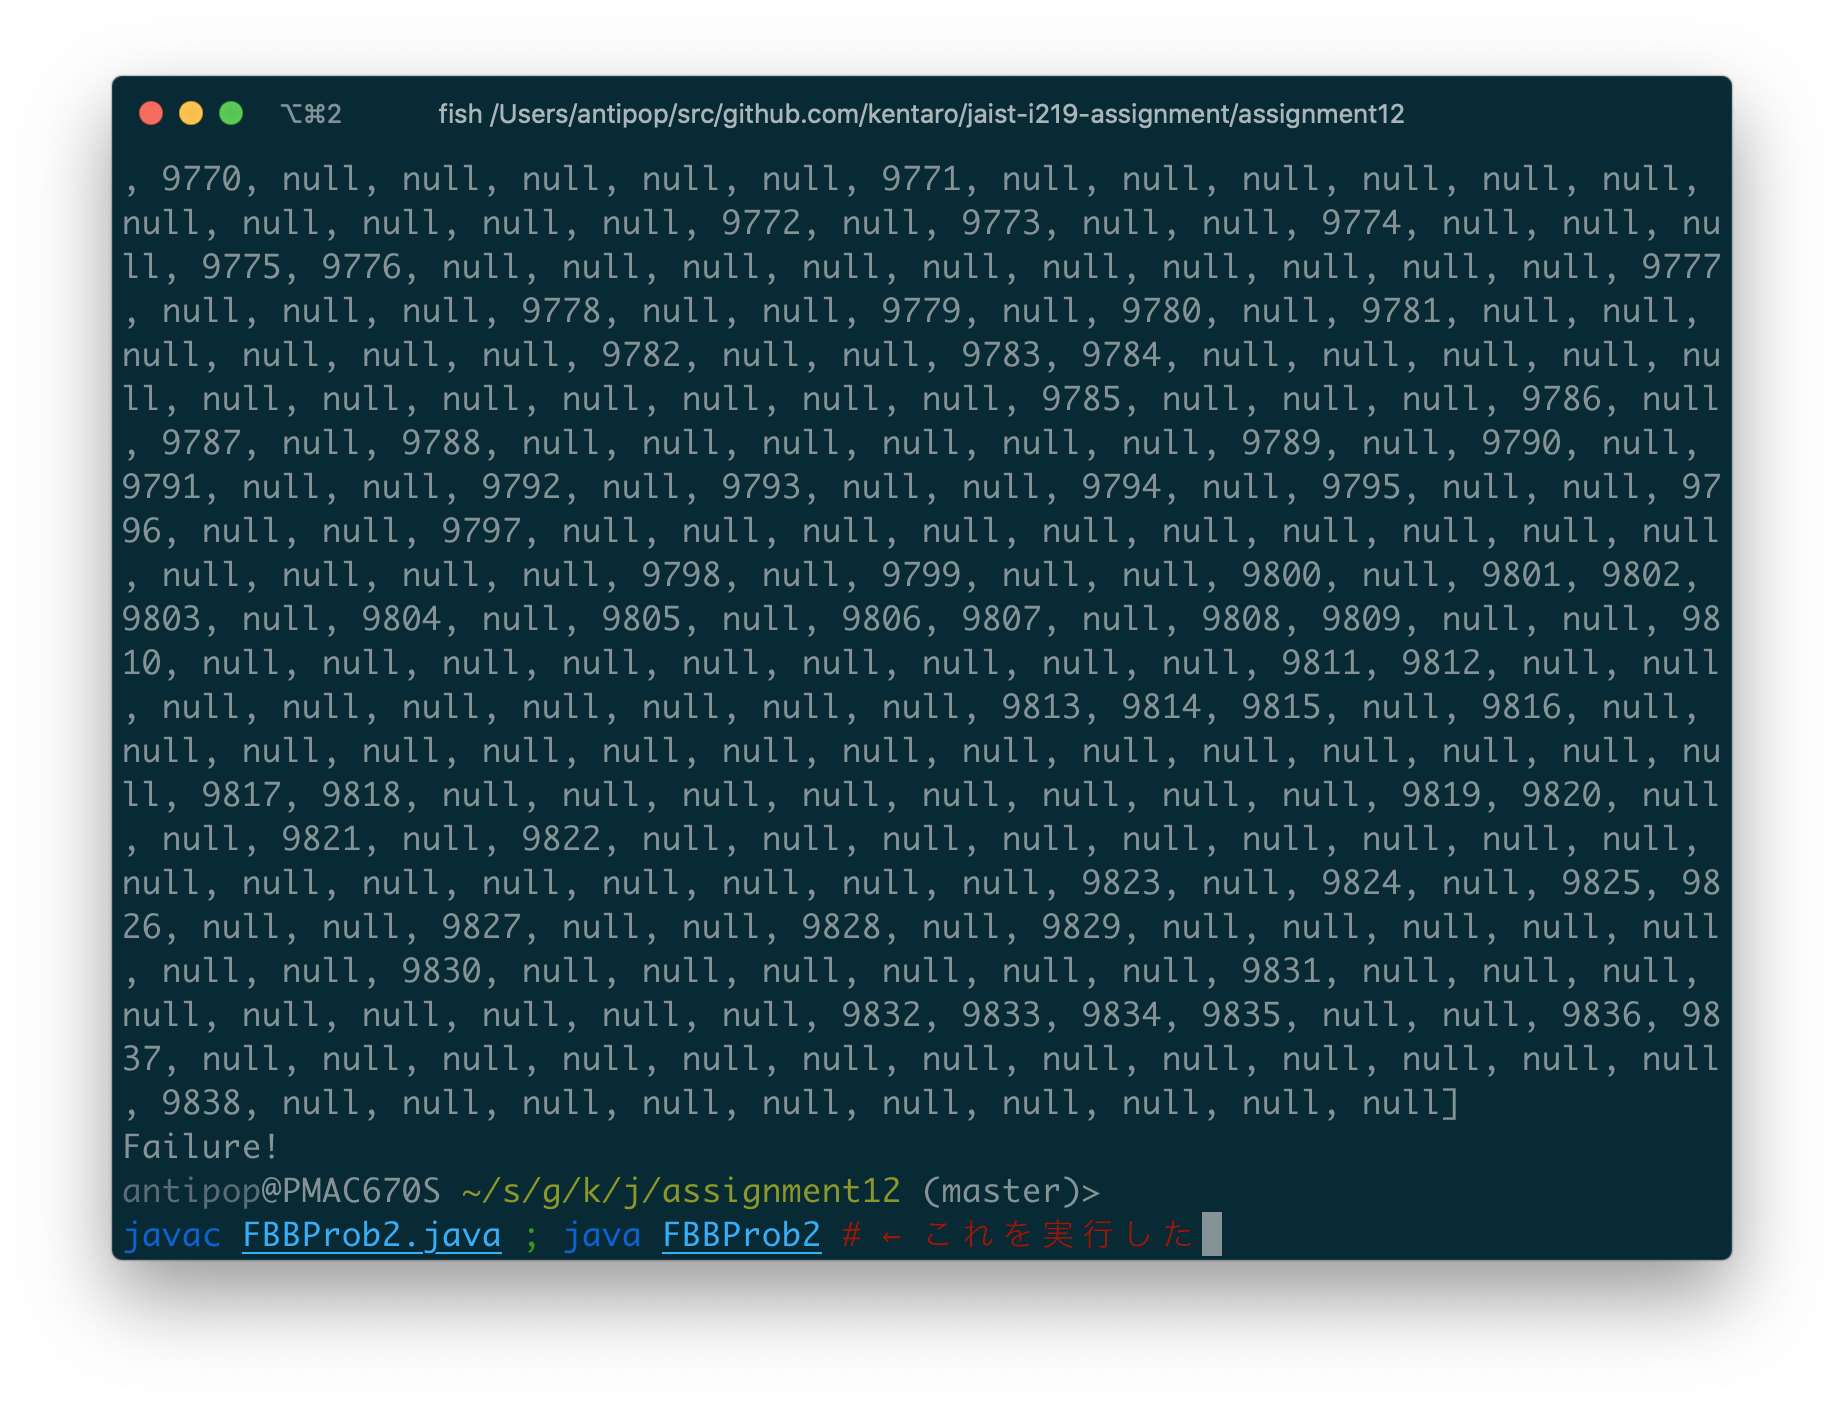 ⌥⌘2 fish /Users/antipop/src/github.com/kentaro/jaist-i219-assignment/assignment12
, 9770, null, null, null, null, null, 9771, null, null, null, null, null, null,
null, null, null, null, null, 9772, null, 9773, null, null, 9774, null, null, nu
ll, 9775, 9776, null, null, null, null, null, null, null, null, null, null, 9777
, null, null, null, 9778, null, null, 9779, null, 9780, null, 9781, null, null,
null, null, null, null, 9782, null, null, 9783, 9784, null, null, null, null, nu
ll, null, null, null, null, null, null, null, 9785, null, null, null, 9786, null
, 9787, null, 9788, null, null, null, null, null, null, 9789, null, 9790, null,
9791, null, null, 9792, null, 9793, null, null, 9794, null, 9795, null, null, 97
96, null, null, 9797, null, null, null, null, null, null, null, null, null, null
, null, null, null, null, 9798, null, 9799, null, null, 9800, null, 9801, 9802,
9803, null, 9804, null, 9805, null, 9806, 9807, null, 9808, 9809, null, null, 98
10, null, null, null, null, null, null, null, null, null, 9811, 9812, null, null
, null, null, null, null, null, null, null, 9813, 9814, 9815, null, 9816, null,
null, null, null, null, null, null, null, null, null, null, null, null, null, nu
ll, 9817, 9818, null, null, null, null, null, null, null, null, 9819, 9820, null
, null, 9821, null, 9822, null, null, null, null, null, null, null, null, null,
null, null, null, null, null, null, null, null, 9823, null, 9824, null, 9825, 98
26, null, null, 9827, null, null, 9828, null, 9829, null, null, null, null, null
, null, null, 9830, null, null, null, null, null, null, 9831, null, null, null,
null, null, null, null, null, null, 9832, 9833, 9834, 9835, null, null, 9836, 98
37, null, null, null, null, null, null, null, null, null, null, null, null, null
, 9838, null, null, null, null, null, null, null, null, null, null]
Failure!
antipop@PMAC670S ~/s/g/k/j/assignment12 (master)>
javac FBBProb2.java ; java FBBProb2 # ← これを実行した